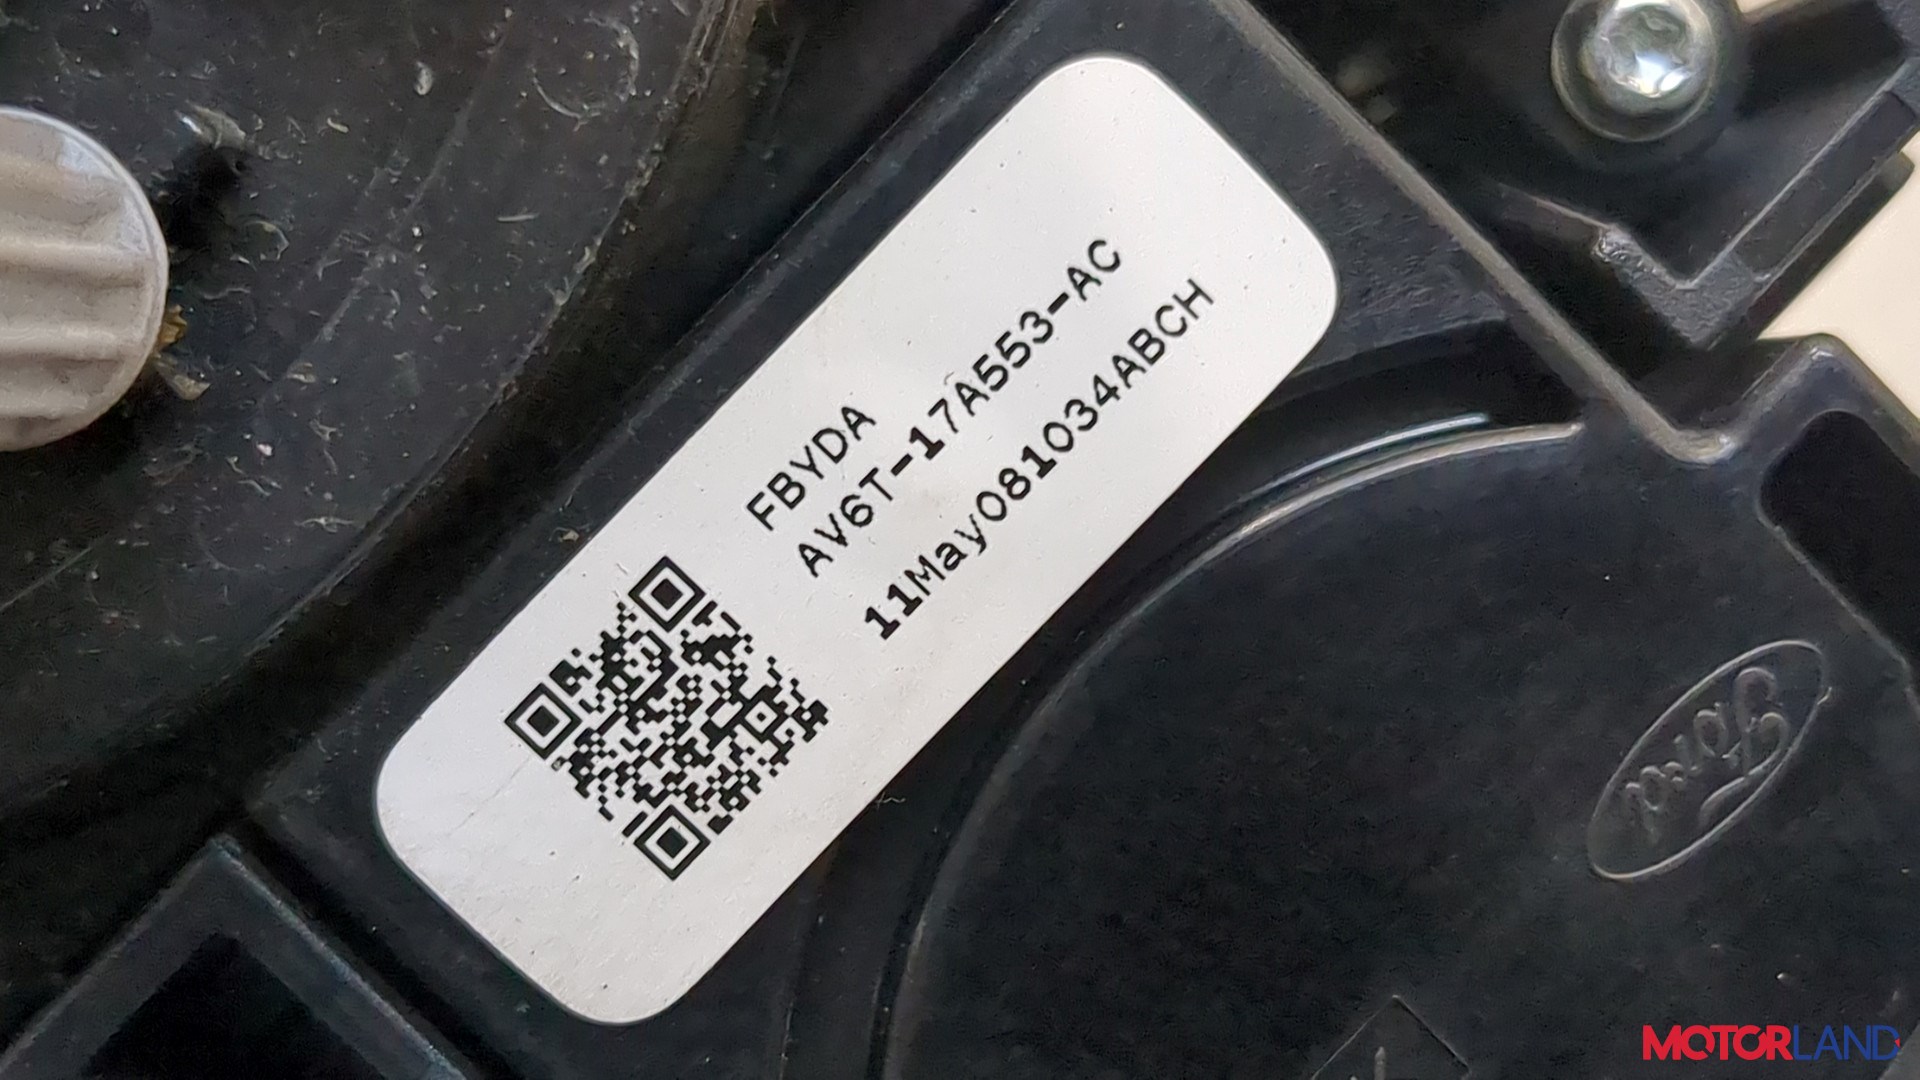 FBYDA
AV6T-17A553-AC
11May081034ABCH
Ford
MOTORLAND